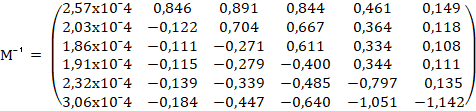 2,57x10⁻4 0,846 0,891 0,844 0,461 0,149
2,03x10⁻4 −0,122 0,704 0,667 0,364 0,118
M⁻¹ = 1,86x10⁻4 −0,111 −0,271 0,611 0,334 0,108
1,91x10⁻4 −0,115 −0,279 −0,400 0,344 0,111
2,32x10⁻4 −0,139 −0,339 −0,485 −0,797 0,135
3,06x10⁻4 −0,184 −0,447 −0,640 −1,051 −1,142